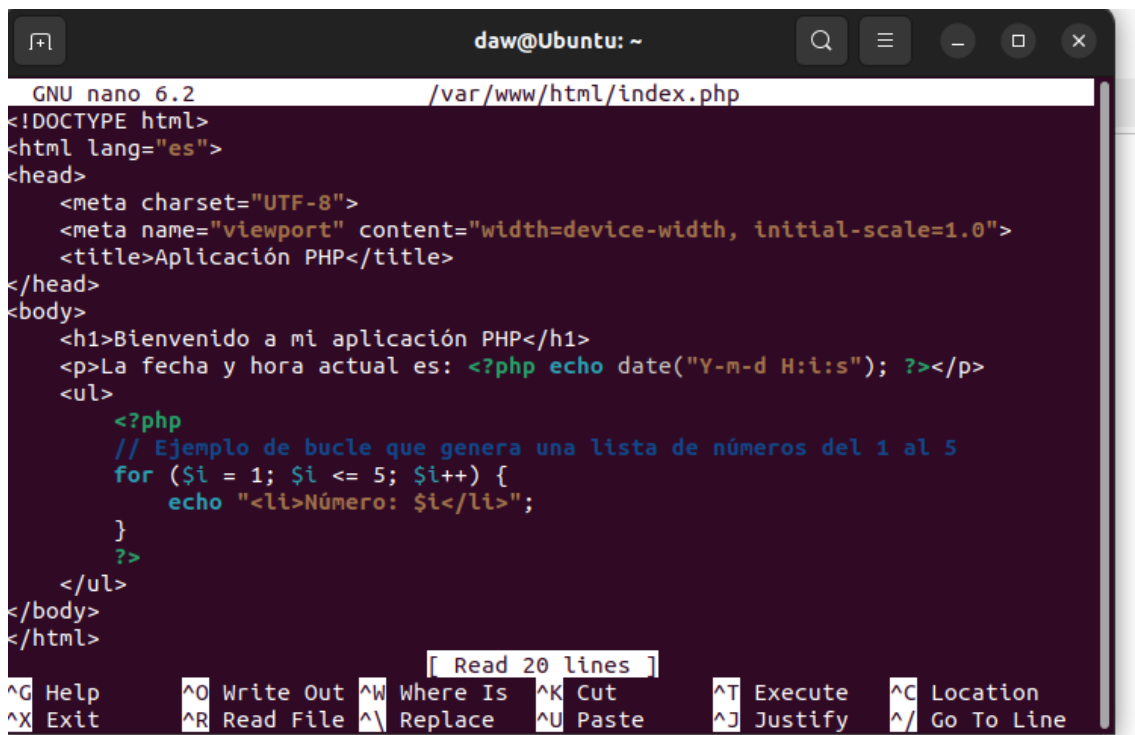 daw@Ubuntu: ~
GNU nano 6.2 /var/www/html/index.php
<!DOCTYPE html>
<html lang="es">
<head>
    <meta charset="UTF-8">
    <meta name="viewport" content="width=device-width, initial-scale=1.0">
    <title>Aplicación PHP</title>
</head>
<body>
    <h1>Bienvenido a mi aplicación PHP</h1>
    <p>La fecha y hora actual es: <?php echo date("Y-m-d H:i:s"); ?></p>
    <ul>
        <?php
        // Ejemplo de bucle que genera una lista de números del 1 al 5
        for ($i = 1; $i <= 5; $i++) {
            echo "<li>Número: $i</li>";
        }
        ?>
    </ul>
</body>
</html>
[ Read 20 lines ]
^G Help ^O Write Out ^W Where Is ^K Cut ^T Execute ^C Location
^X Exit ^R Read File ^\ Replace ^U Paste ^J Justify ^/ Go To Line